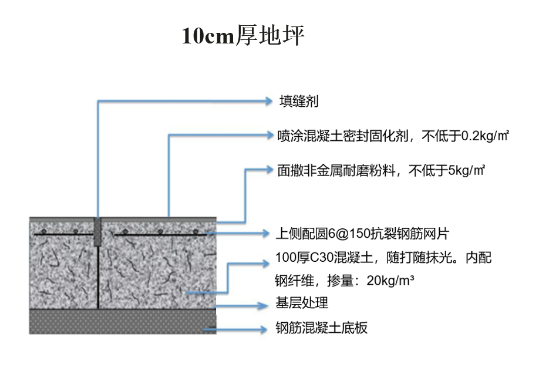 10cm厚地坪
填缝剂
喷涂混凝土密封固化剂，不低于0.2kg/㎡
面撒非金属耐磨粉料，不低于5kg/㎡
上侧配圆6@150抗裂钢筋网片
100厚C30混凝土，随打随抹光。内配
钢纤维，掺量：20kg/m³
基层处理
钢筋混凝土底板